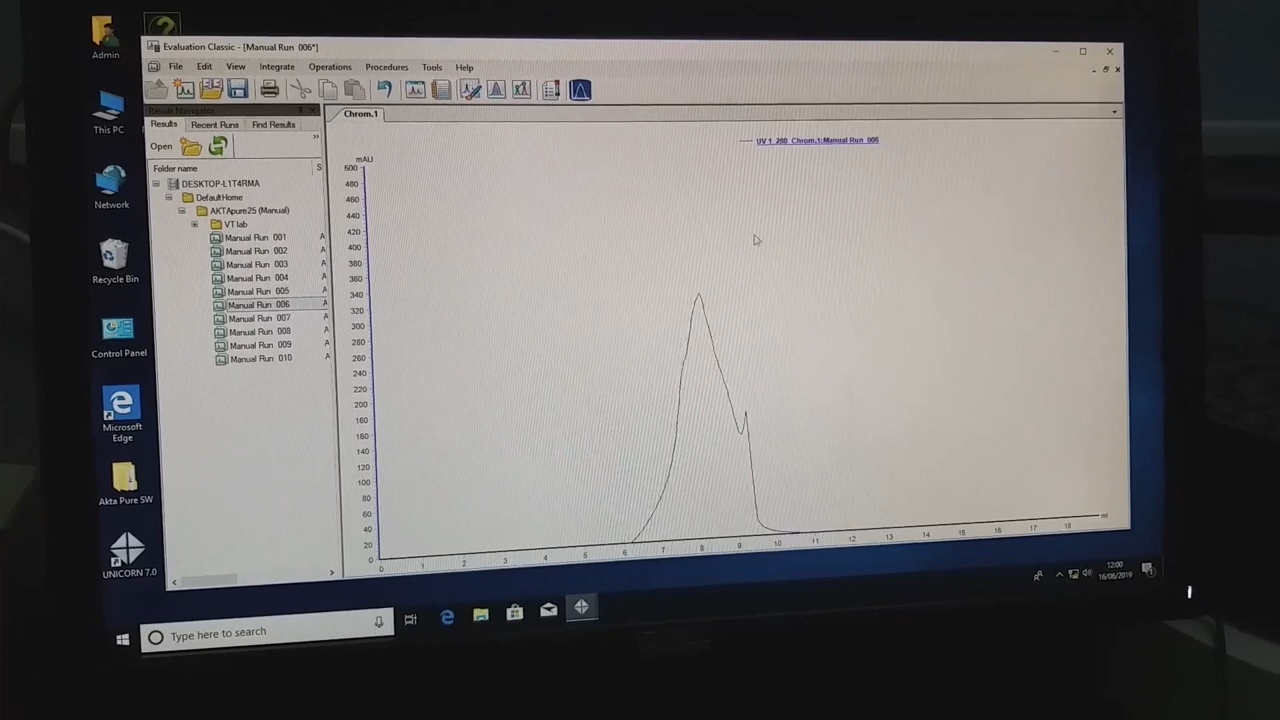 Admin
This PC
Network
Recycle Bin
Control Panel
Microsoft
Edge
Akta Pure SW
UNICORN 7.0
Evaluation Classic - [Manual Run 006*]
File Edit View Integrate Operations Procedures Tools Help
Result Navigator
Results Recent Runs Find Results
Open
Folder name S
DESKTOP-L1T4RMA
DefaultHome
AKTApure25 (Manual)
VT lab
Manual Run 001 A
Manual Run 002 A
Manual Run 003 A
Manual Run 004 A
Manual Run 005 A
Manual Run 006 A
Manual Run 007 A
Manual Run 008 A
Manual Run 009 A
Manual Run 010 A
Chrom.1
UV 1_280 Chrom.1:Manual Run 006
mAU
500
480
460
440
420
400
380
360
340
320
300
280
260
240
220
200
180
160
140
120
100
80
60
40
20
0
0 1 2 3 4 5 6 7 8 9 10 11 12 13 14 15 16 17 18 ml
Type here to search
12:00
16/06/2019